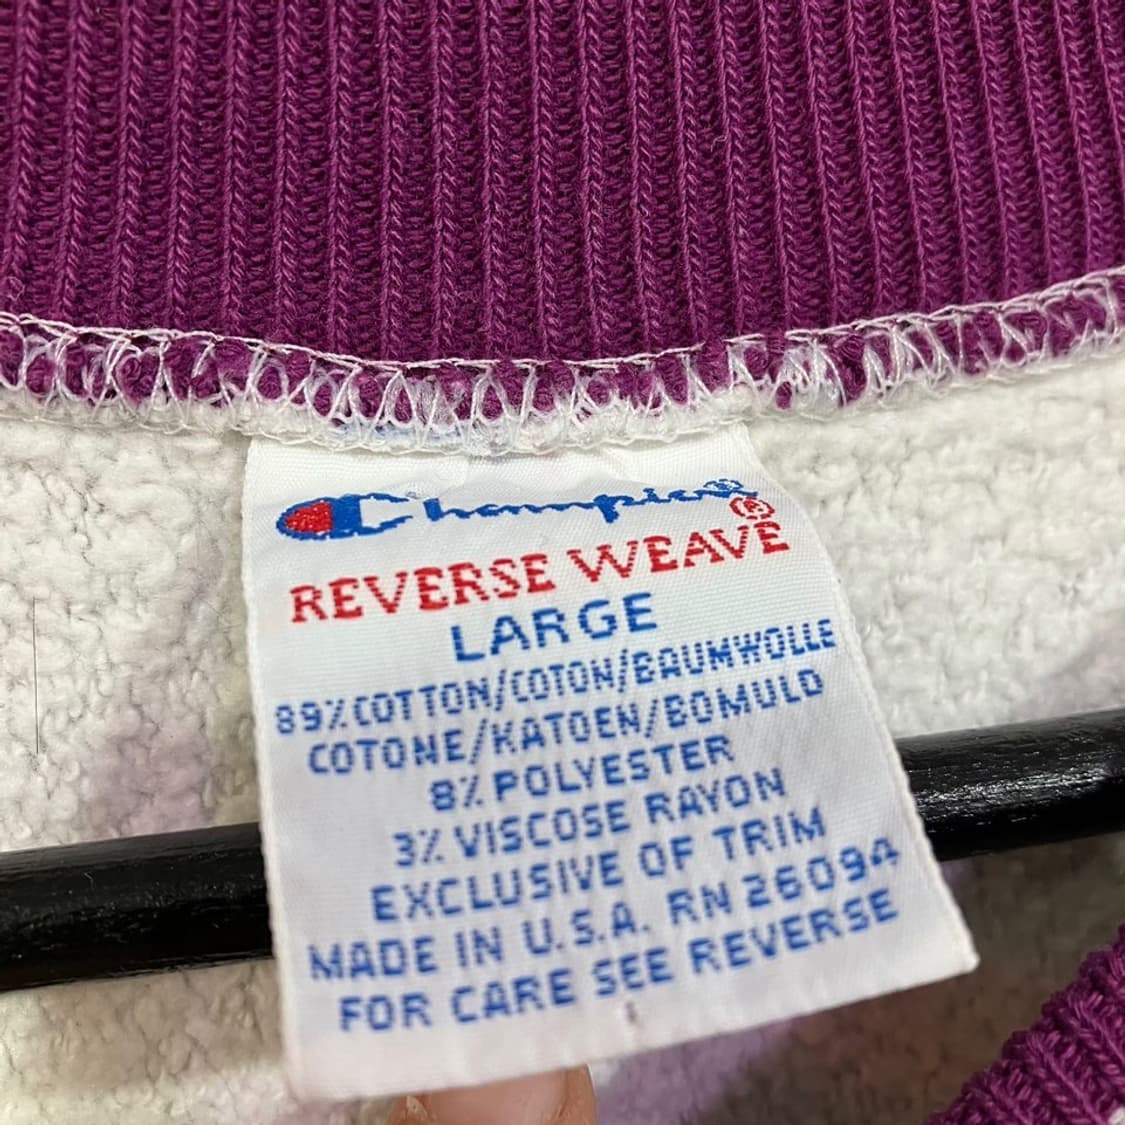 Champion®
REVERSE WEAVE®
LARGE
89% COTTON/COTON/BAUMWOLLE
COTONE/KATOEN/BOMULD
8% POLYESTER
3% VISCOSE RAYON
EXCLUSIVE OF TRIM
MADE IN U.S.A. RN 26094
FOR CARE SEE REVERSE